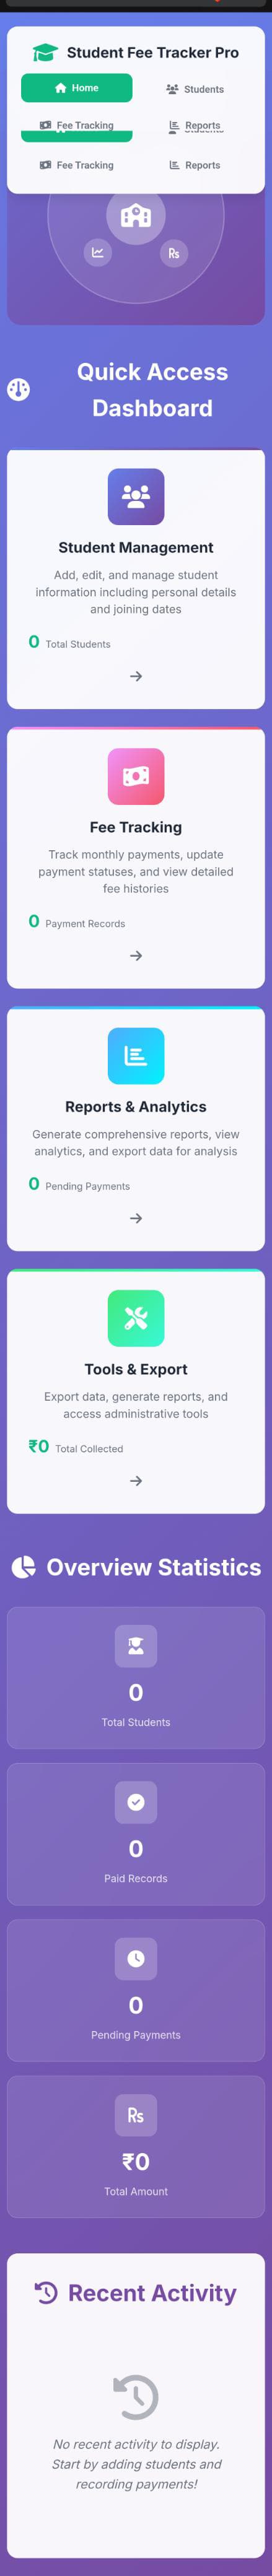 Student Fee Tracker Pro
Home
Students
Fee Tracking
Reports
Students
Fee Tracking
Reports
Rs
Quick Access
Dashboard
Student Management
Add, edit, and manage student
information including personal details
and joining dates
0 Total Students
Fee Tracking
Track monthly payments, update
payment statuses, and view detailed
fee histories
0 Payment Records
Reports & Analytics
Generate comprehensive reports, view
analytics, and export data for analysis
0 Pending Payments
Tools & Export
Export data, generate reports, and
access administrative tools
₹0 Total Collected
Overview Statistics
0
Total Students
0
Paid Records
0
Pending Payments
Rs
₹0
Total Amount
Recent Activity
No recent activity to display.
Start by adding students and
recording payments!